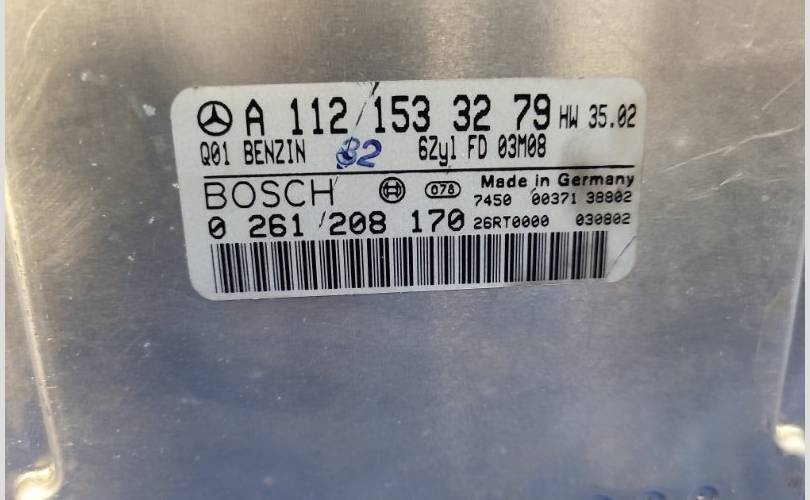 A 112 153 32 79 HW 35.02
Q01 BENZIN 32 6Zyl FD 03M08
BOSCH 078 Made in Germany
7450 00371 38802
0 261 208 170 26RT0000 030802